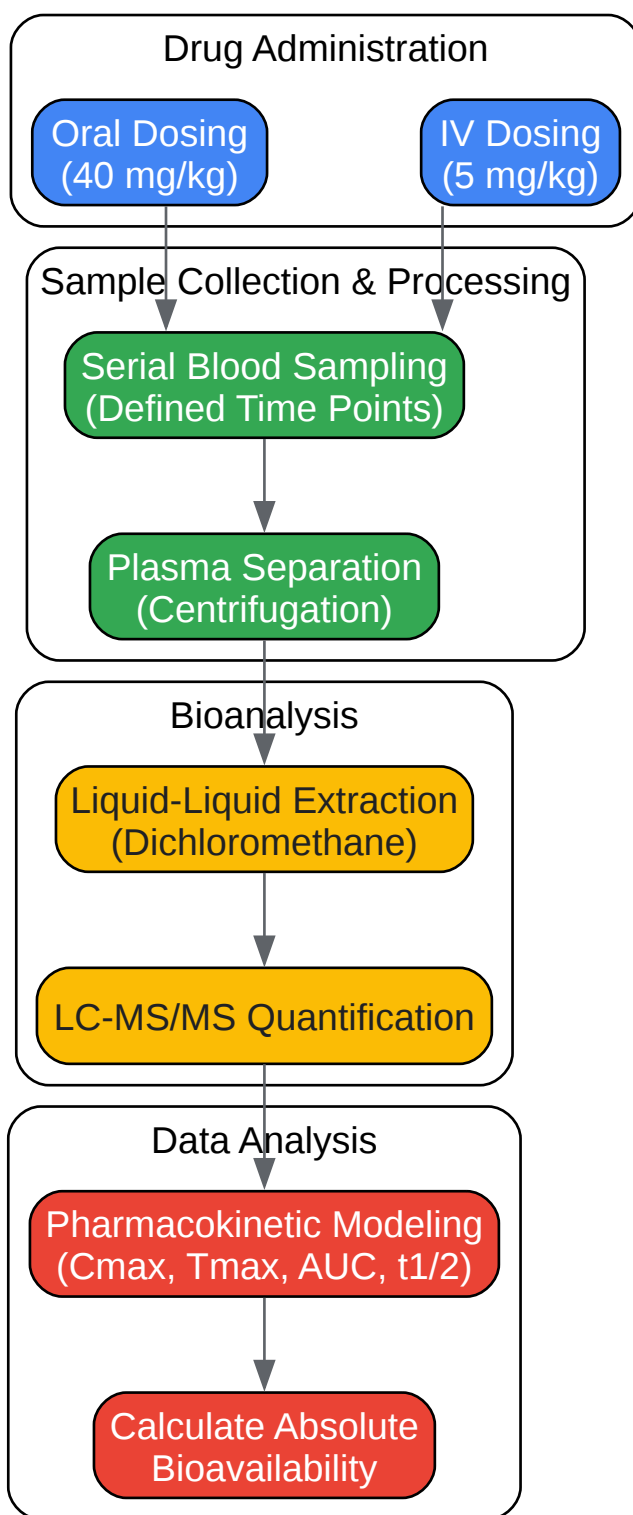 Drug Administration
Oral Dosing
(40 mg/kg)
IV Dosing
(5 mg/kg)
Sample Collection & Processing
Serial Blood Sampling
(Defined Time Points)
Plasma Separation
(Centrifugation)
Bioanalysis
Liquid-Liquid Extraction
(Dichloromethane)
LC-MS/MS Quantification
Data Analysis
Pharmacokinetic Modeling
(Cmax, Tmax, AUC, t1/2)
Calculate Absolute
Bioavailability